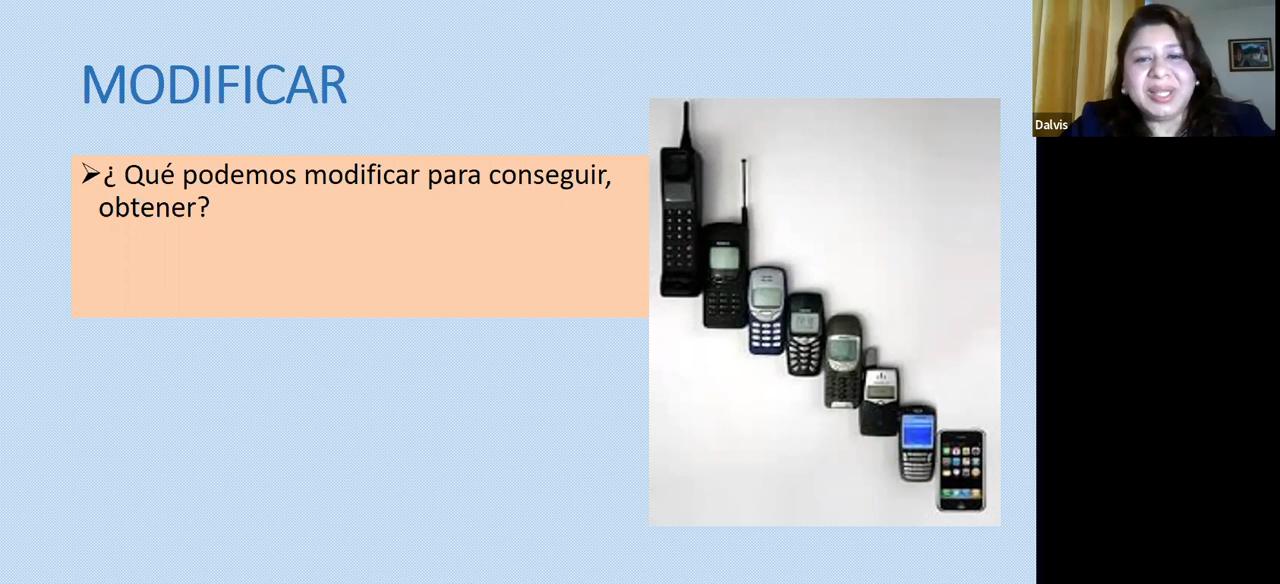 MODIFICAR
➢¿ Qué podemos modificar para conseguir,
obtener?
Dalvis